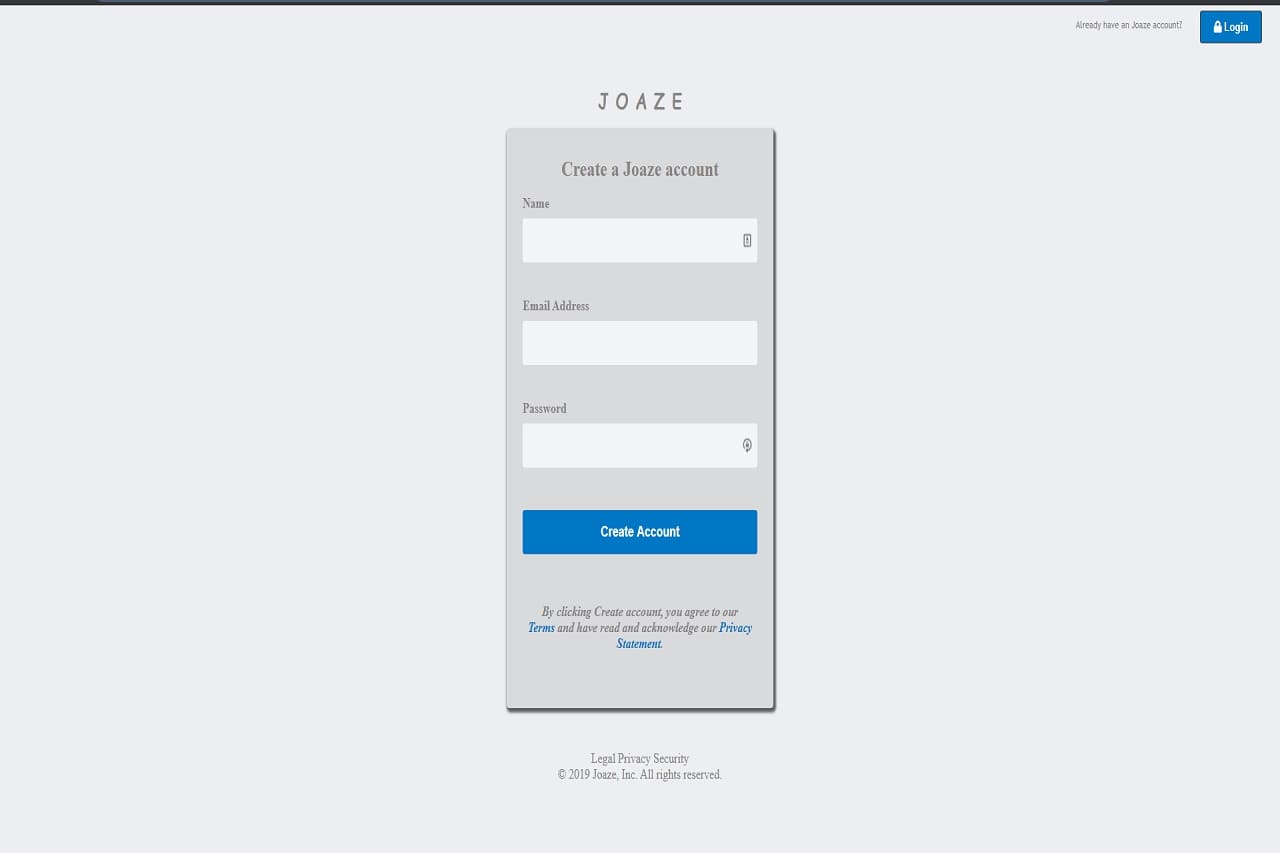 Already have an Joaze account?
Login
JOAZE
Create a Joaze account
Name
Email Address
Password
Create Account
By clicking Create account, you agree to our
Terms and have read and acknowledge our Privacy
Statement.
Legal Privacy Security
© 2019 Joaze, Inc. All rights reserved.